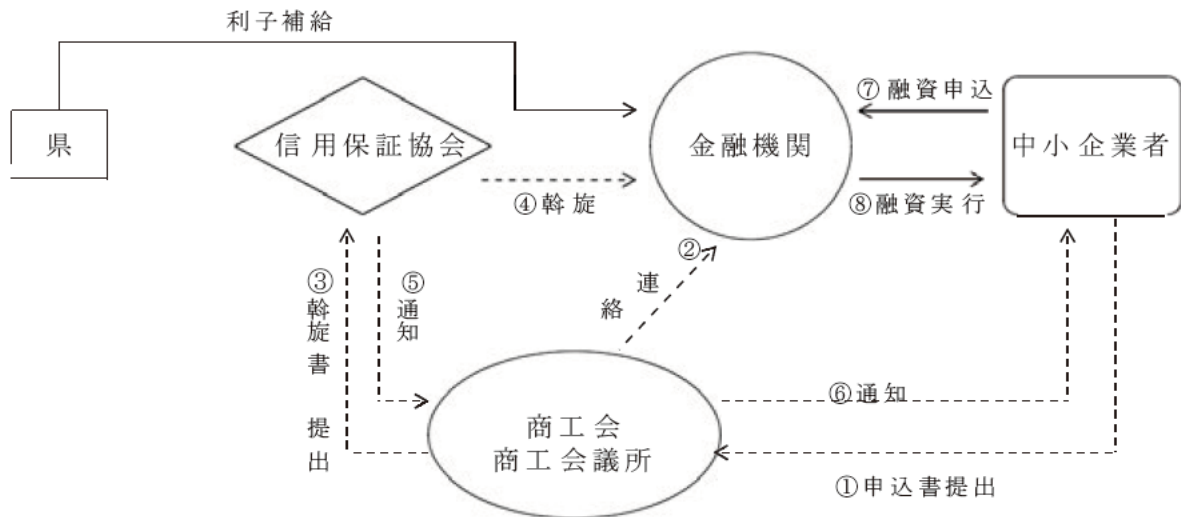 利子補給
県
信用保証協会
金融機関
中小企業者
⑦融資申込
④斡旋
⑧融資実行
②
連
絡
③斡旋書 提出
⑤通知
⑥通知
商工会
商工会議所
①申込書提出